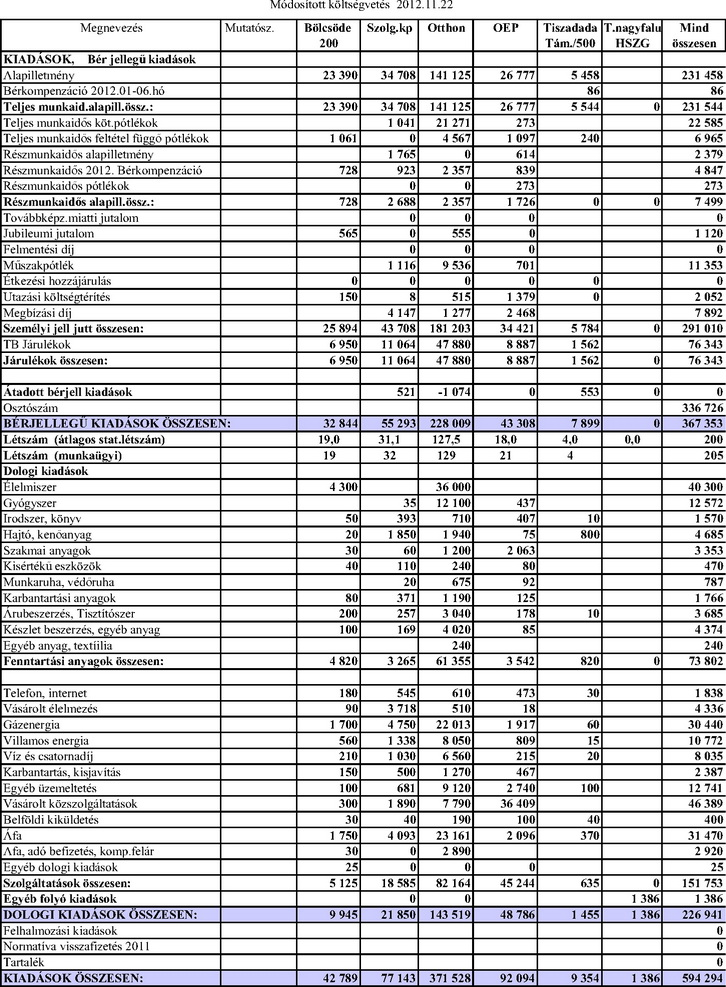 Módosított költségvetés 2012.11.22
Megnevezés Mutatósz. Bölcsöde Szolg.kp Otthon OEP Tiszadada T.nagyfalu Mind
200 Tám./500 HSZG összesen
KIADÁSOK, Bér jellegű kiadások
Alapilletmény 23 390 34 708 141 125 26 777 5 458 231 458
Bérkompenzáció 2012.01-06.hó 86 86
Teljes munkaid.alapill.össz.: 23 390 34 708 141 125 26 777 5 544 0 231 544
Teljes munkaidős köt.pótlékok 1 041 21 271 273 22 585
Teljes munkaidős feltétel függő pótlékok 1 061 0 4 567 1 097 240 6 965
Részmunkaidős alapilletmény 1 765 0 614 2 379
Részmunkaidős 2012. Bérkompenzáció 728 923 2 357 839 4 847
Részmunkaidős pótlékok 0 0 273 273
Részmunkaidős alapill.össz.: 728 2 688 2 357 1 726 0 0 7 499
Továbbképz.miatti jutalom 0 0 0 0
Jubileumi jutalom 565 0 555 0 1 120
Felmentési díj 0 0 0 0
Műszakpótlék 1 116 9 536 701 11 353
Étkezési hozzájárulás 0 0 0 0 0 0
Utazási költségtérítés 150 8 515 1 379 0 2 052
Megbízási díj 4 147 1 277 2 468 7 892
Személyi jell jutt összesen: 25 894 43 708 181 203 34 421 5 784 0 291 010
TB Járulékok 6 950 11 064 47 880 8 887 1 562 76 343
Járulékok összesen: 6 950 11 064 47 880 8 887 1 562 0 76 343
Átadott bérjell kiadások 521 -1 074 0 553 0 0
Osztószám 336 726
BÉRJELLEGŰ KIADÁSOK ÖSSZESEN: 32 844 55 293 228 009 43 308 7 899 0 367 353
Létszám (átlagos stat.létszám) 19,0 31,1 127,5 18,0 4,0 0,0 200
Létszám (munkaügyi) 19 32 129 21 4 205
Dologi kiadások
Élelmiszer 4 300 36 000 40 300
Gyógyszer 35 12 100 437 12 572
Irodszer, könyv 50 393 710 407 10 1 570
Hajtó, kenőanyag 20 1 850 1 940 75 800 4 685
Szakmai anyagok 30 60 1 200 2 063 3 353
Kisértékű eszközök 40 110 240 80 470
Munkaruha, védőruha 20 675 92 787
Karbantartási anyagok 80 371 1 190 125 1 766
Árubeszerzés, Tisztítószer 200 257 3 040 178 10 3 685
Készlet beszerzés, egyéb anyag 100 169 4 020 85 4 374
Egyéb anyag, textiilia 240 240
Fenntartási anyagok összesen: 4 820 3 265 61 355 3 542 820 0 73 802
Telefon, internet 180 545 610 473 30 1 838
Vásárolt élelmezés 90 3 718 510 18 4 336
Gázenergia 1 700 4 750 22 013 1 917 60 30 440
Villamos energia 560 1 338 8 050 809 15 10 772
Víz és csatornadíj 210 1 030 6 560 215 20 8 035
Karbantartás, kisjavítás 150 500 1 270 467 2 387
Egyéb üzemeltetés 100 681 9 120 2 740 100 12 741
Vásárolt közszolgáltatások 300 1 890 7 790 36 409 46 389
Belföldi kiküldetés 30 40 190 100 40 400
Áfa 1 750 4 093 23 161 2 096 370 31 470
Áfa, adó befizetés, komp.felár 30 0 2 890 2 920
Egyéb dologi kiadások 25 0 0 0 25
Szolgáltatások összesen: 5 125 18 585 82 164 45 244 635 0 151 753
Egyéb folyó kiadások 0 0 1 386 1 386
DOLOGI KIADÁSOK ÖSSZESEN: 9 945 21 850 143 519 48 786 1 455 1 386 226 941
Felhalmozási kiadások 0
Normatíva visszafizetés 2011 0
Tartalék 0
KIADÁSOK ÖSSZESEN: 42 789 77 143 371 528 92 094 9 354 1 386 594 294